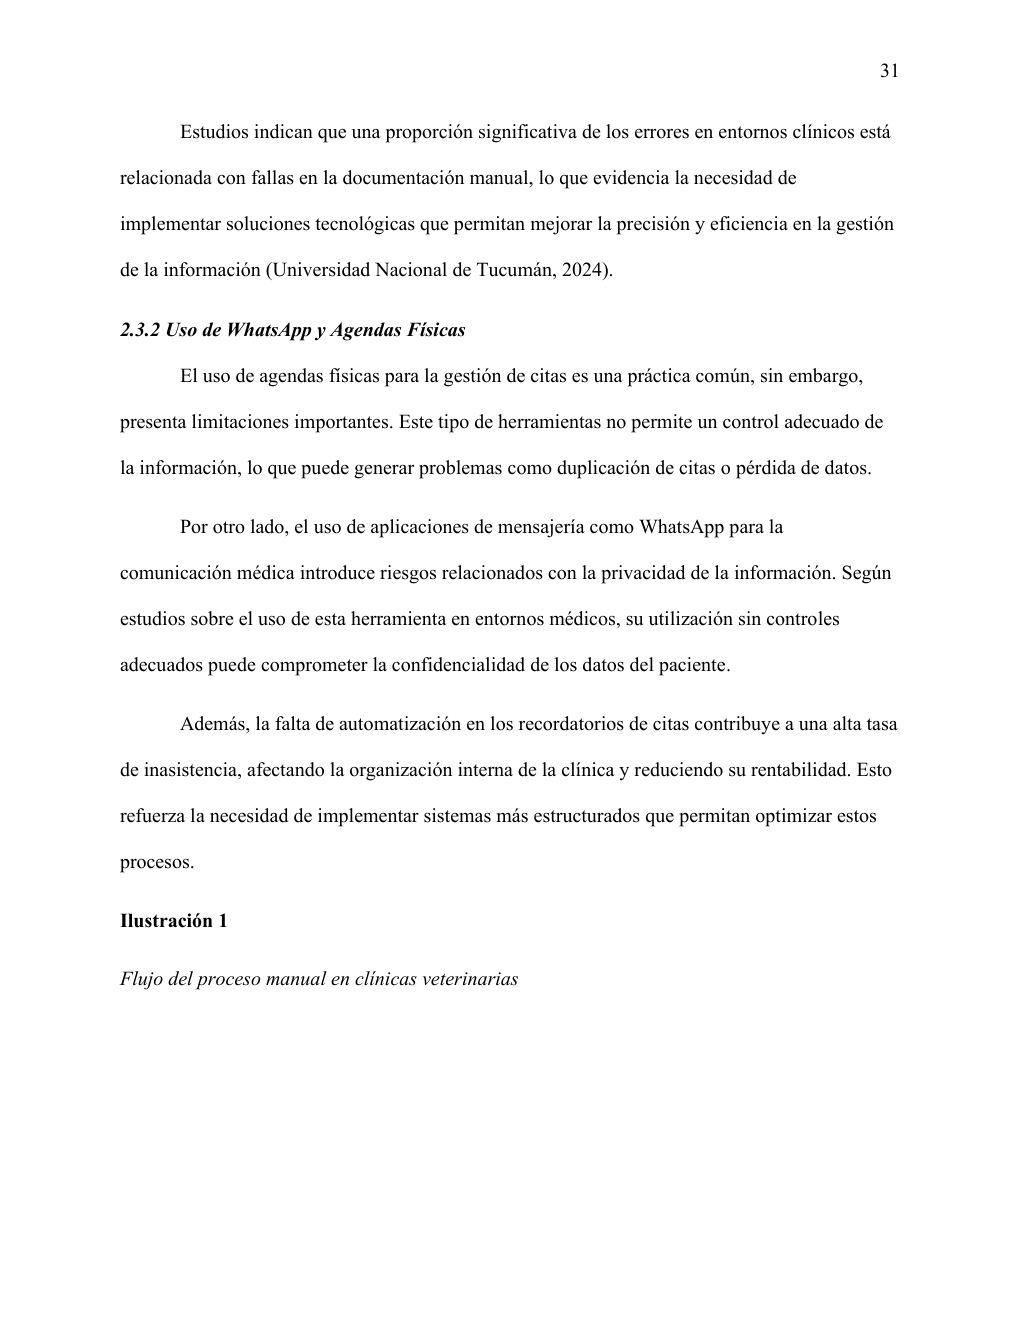 31
Estudios indican que una proporción significativa de los errores en entornos clínicos está
relacionada con fallas en la documentación manual, lo que evidencia la necesidad de
implementar soluciones tecnológicas que permitan mejorar la precisión y eficiencia en la gestión
de la información (Universidad Nacional de Tucumán, 2024).
2.3.2 Uso de WhatsApp y Agendas Físicas
El uso de agendas físicas para la gestión de citas es una práctica común, sin embargo,
presenta limitaciones importantes. Este tipo de herramientas no permite un control adecuado de
la información, lo que puede generar problemas como duplicación de citas o pérdida de datos.
Por otro lado, el uso de aplicaciones de mensajería como WhatsApp para la
comunicación médica introduce riesgos relacionados con la privacidad de la información. Según
estudios sobre el uso de esta herramienta en entornos médicos, su utilización sin controles
adecuados puede comprometer la confidencialidad de los datos del paciente.
Además, la falta de automatización en los recordatorios de citas contribuye a una alta tasa
de inasistencia, afectando la organización interna de la clínica y reduciendo su rentabilidad. Esto
refuerza la necesidad de implementar sistemas más estructurados que permitan optimizar estos
procesos.
Ilustración 1
Flujo del proceso manual en clínicas veterinarias